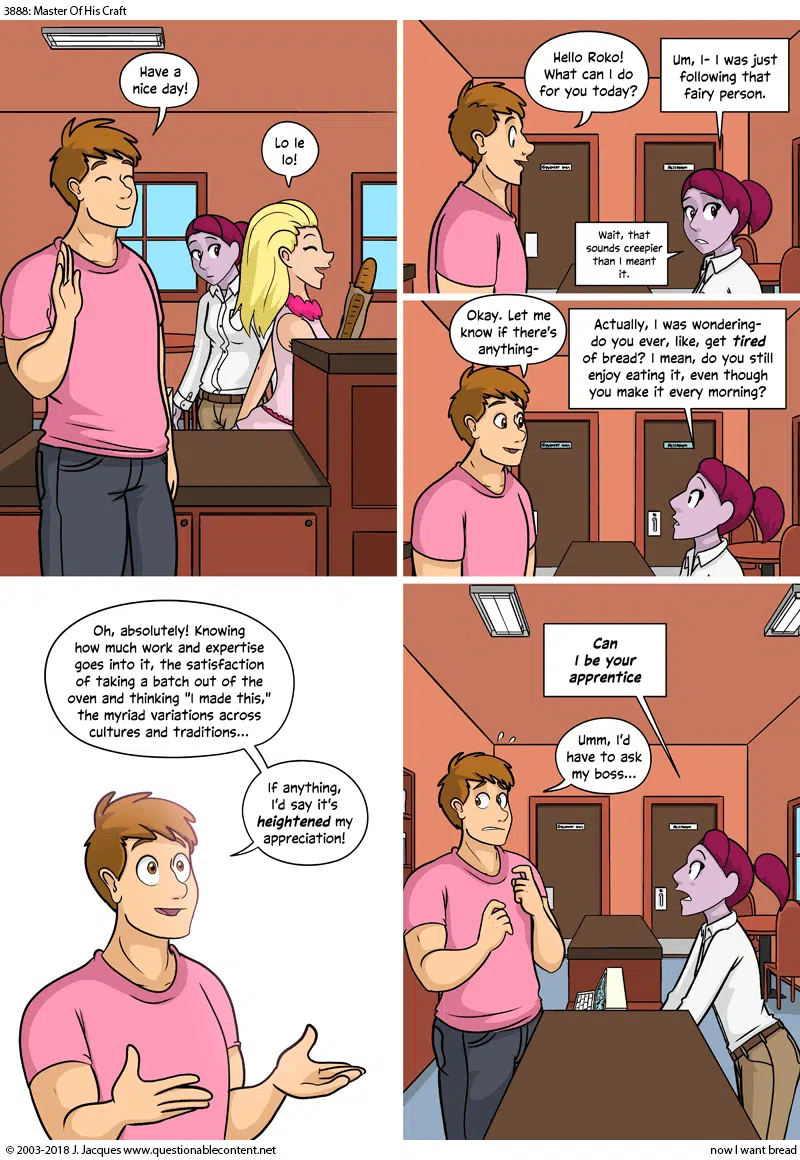 3888: Master Of His Craft
Have a
nice day!
Lo le
lo!
Hello Roko!
What can I do
for you today?
Um, I- I was just
following that
fairy person.
Wait, that
sounds creepier
than I meant
it.
Okay. Let me
know if there's
anything-
Actually, I was wondering-
do you ever, like, get tired
of bread? I mean, do you still
enjoy eating it, even though
you make it every morning?
Oh, absolutely! Knowing
how much work and expertise
goes into it, the satisfaction
of taking a batch out of the
oven and thinking "I made this,"
the myriad variations across
cultures and traditions...
If anything,
I'd say it's
heightened my
appreciation!
Can
I be your
apprentice
Umm, I'd
have to ask
my boss...
© 2003-2018 J. Jacques www.questionablecontent.net
now I want bread